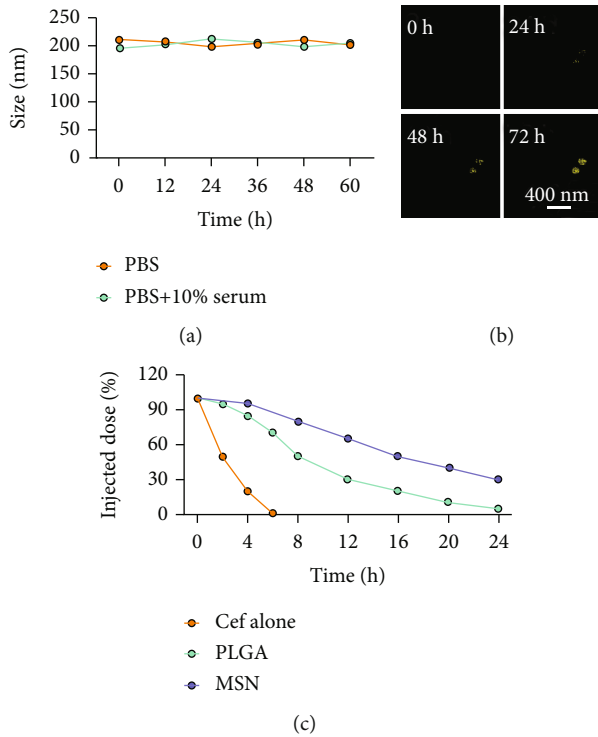 250
200
150
100
50
0
Size (nm)
0 12 24 36 48 60
Time (h)
PBS
PBS+10% serum
(a)
0 h 24 h
48 h 72 h
400 nm
(b)
120
90
60
30
0
Injected dose (%)
0 4 8 12 16 20 24
Time (h)
Cef alone
PLGA
MSN
(c)